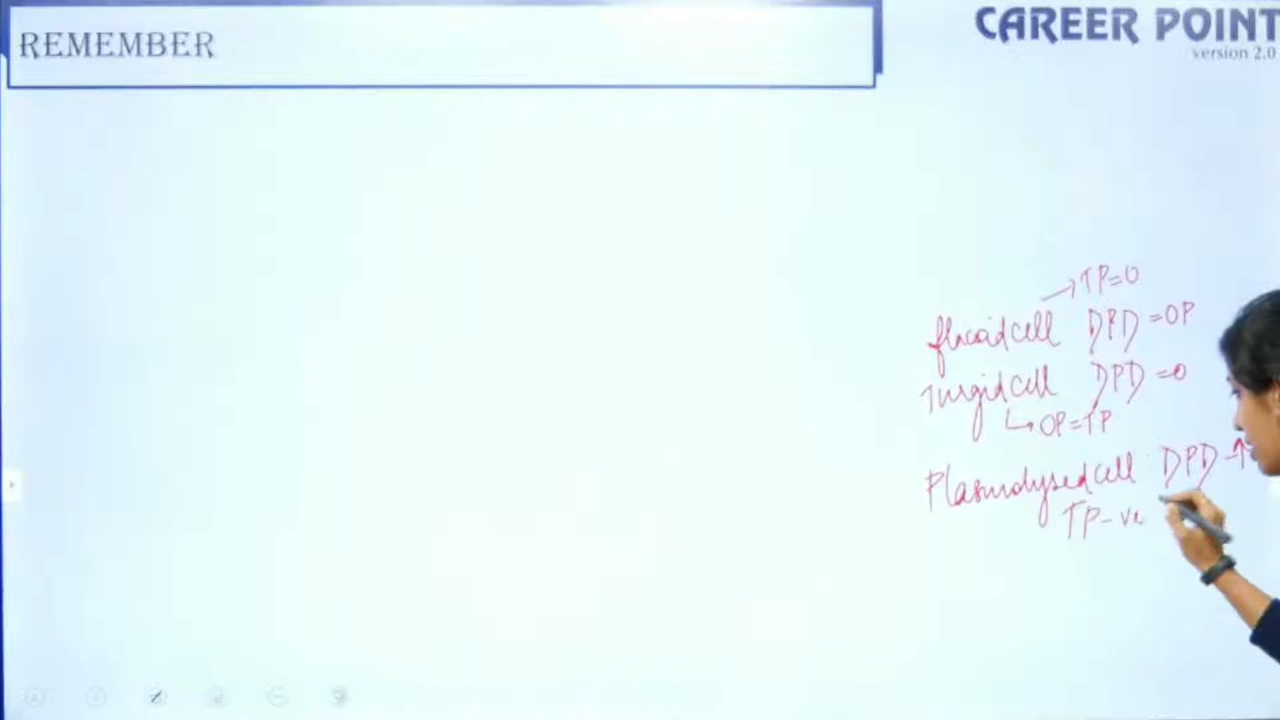 REMEMBER
CAREER POINT
version 2.0
→ TP=0
flaccid cell DPD = OP
Turgid cell DPD = 0
↳ OP = TP
Plasmolysed cell DPD - ↑
TP - ve